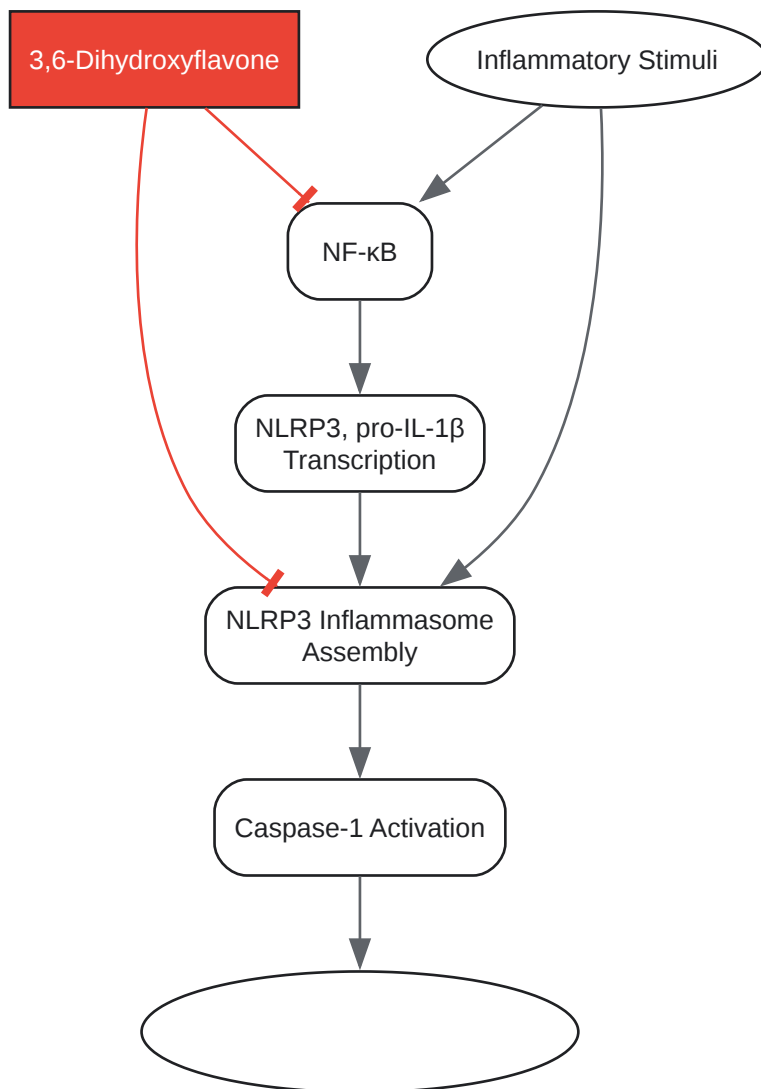 3,6-Dihydroxyflavone
Inflammatory Stimuli
NF-κB
NLRP3, pro-IL-1β
Transcription
NLRP3 Inflammasome
Assembly
Caspase-1 Activation